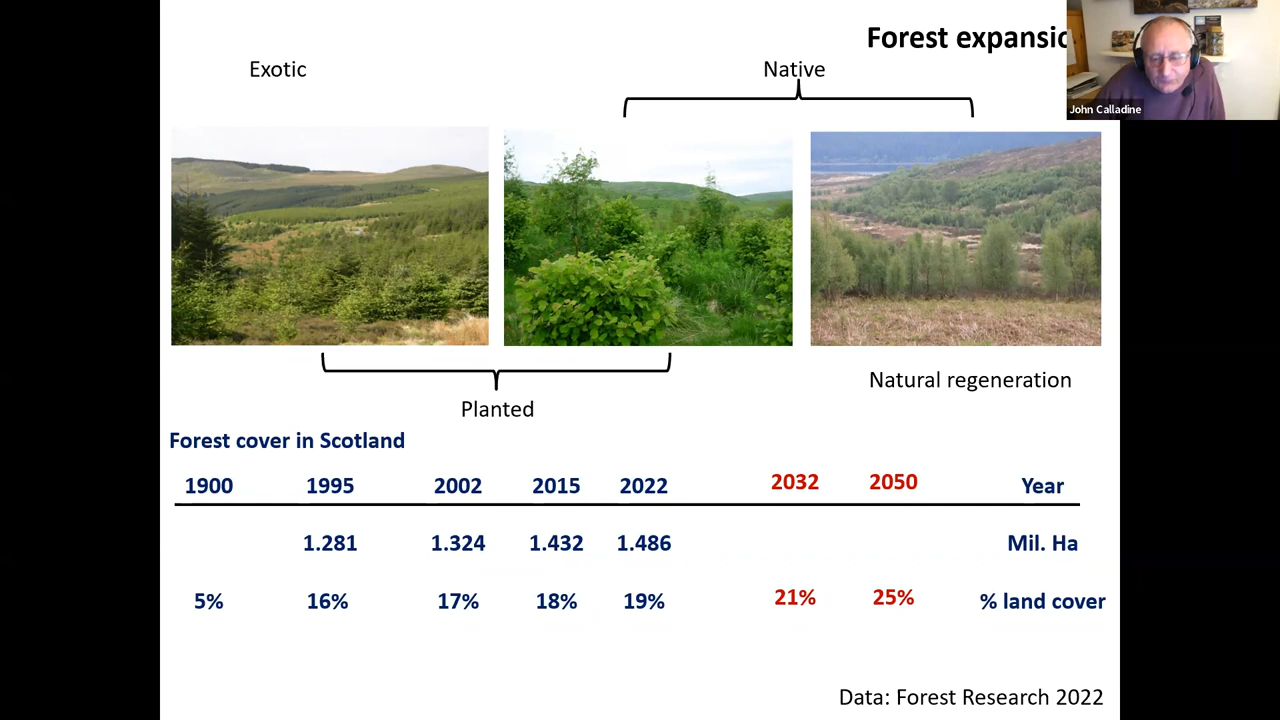 Forest expansio
Exotic
Native
John Calladine
Natural regeneration
Planted
Forest cover in Scotland
1900 1995 2002 2015 2022 2032 2050 Year
1.281 1.324 1.432 1.486 Mil. Ha
5% 16% 17% 18% 19% 21% 25% % land cover
Data: Forest Research 2022